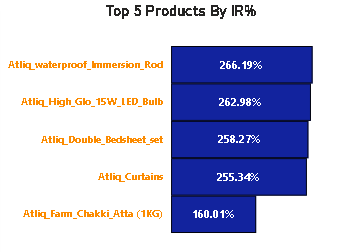 Top 5 Products By IR%
Atliq_waterproof_Immersion_Rod 266.19%
Atliq_High_Glo_15W_LED_Bulb 262.98%
Atliq_Double_Bedsheet_set 258.27%
Atliq_Curtains 255.34%
Atliq_Farm_Chakki_Atta (1KG) 160.01%